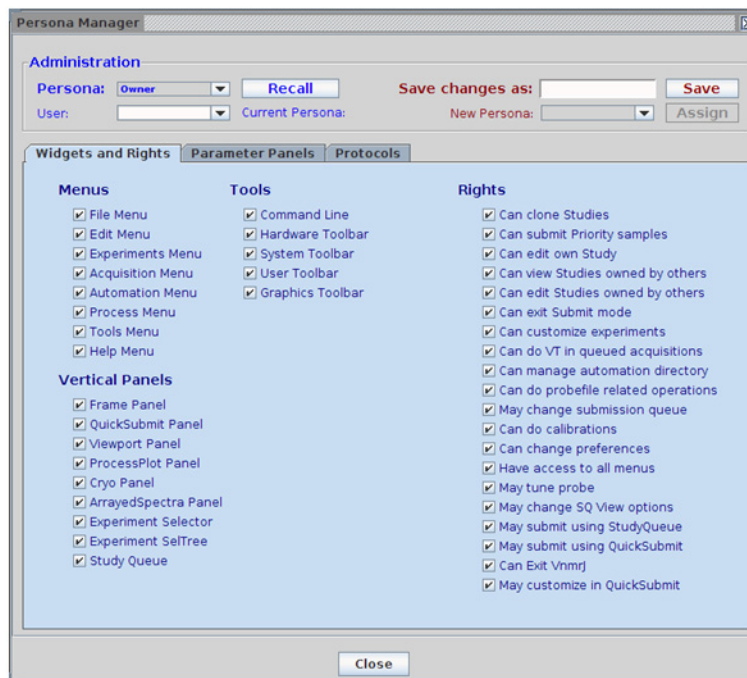 Persona Manager
Administration
Persona: Owner Recall Save changes as: Save
User: Current Persona: New Persona: Assign
Widgets and Rights Parameter Panels Protocols
Menus
File Menu
Edit Menu
Experiments Menu
Acquisition Menu
Automation Menu
Process Menu
Tools Menu
Help Menu
Vertical Panels
Frame Panel
QuickSubmit Panel
Viewport Panel
ProcessPlot Panel
Cryo Panel
ArrayedSpectra Panel
Experiment Selector
Experiment SelTree
Study Queue
Tools
Command Line
Hardware Toolbar
System Toolbar
User Toolbar
Graphics Toolbar
Rights
Can clone Studies
Can submit Priority samples
Can edit own Study
Can view Studies owned by others
Can edit Studies owned by others
Can exit Submit mode
Can customize experiments
Can do VT in queued acquisitions
Can manage automation directory
Can do probefile related operations
May change submission queue
Can do calibrations
Can change preferences
Have access to all menus
May tune probe
May change SQ View options
May submit using StudyQueue
May submit using QuickSubmit
Can Exit VnmrJ
May customize in QuickSubmit
Close